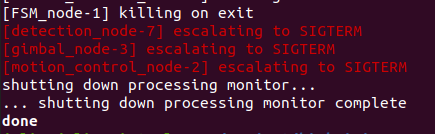 [FSM_node-1] killing on exit
[detection_node-7] escalating to SIGTERM
[gimbal_node-3] escalating to SIGTERM
[motion_control_node-2] escalating to SIGTERM
shutting down processing monitor...
... shutting down processing monitor complete
done